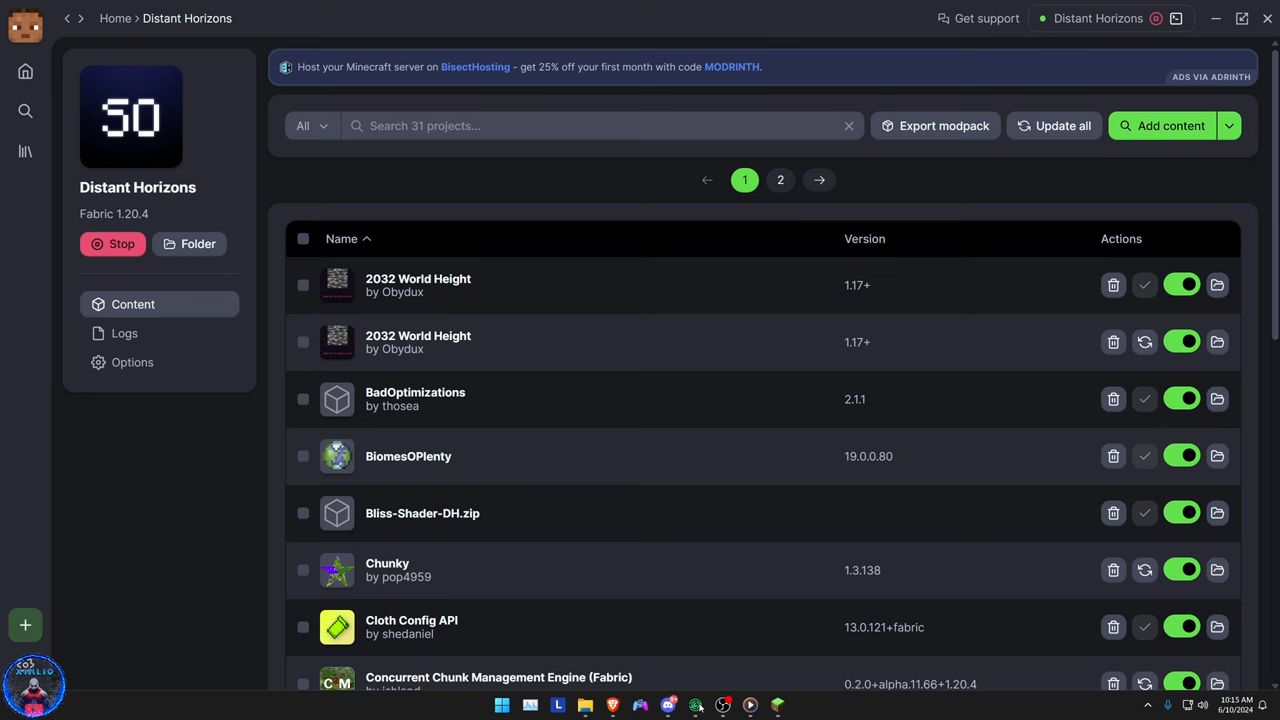 Home › Distant Horizons
Get support
Distant Horizons
SO
Distant Horizons
Fabric 1.20.4
Stop
Folder
Content
Logs
Options
Host your Minecraft server on BisectHosting - get 25% off your first month with code MODRINTH.
ADS VIA ADRINTH
All
Search 31 projects...
Export modpack
Update all
Add content
1
2
Name
Version
Actions
2032 World Height
by Obydux
1.17+
2032 World Height
by Obydux
1.17+
BadOptimizations
by thosea
2.1.1
BiomesOPlenty
19.0.0.80
Bliss-Shader-DH.zip
Chunky
by pop4959
1.3.138
Cloth Config API
by shedaniel
13.0.121+fabric
CM
Concurrent Chunk Management Engine (Fabric)
by ishland
0.2.0+alpha.11.66+1.20.4
L
10:15 AM
6/10/2024